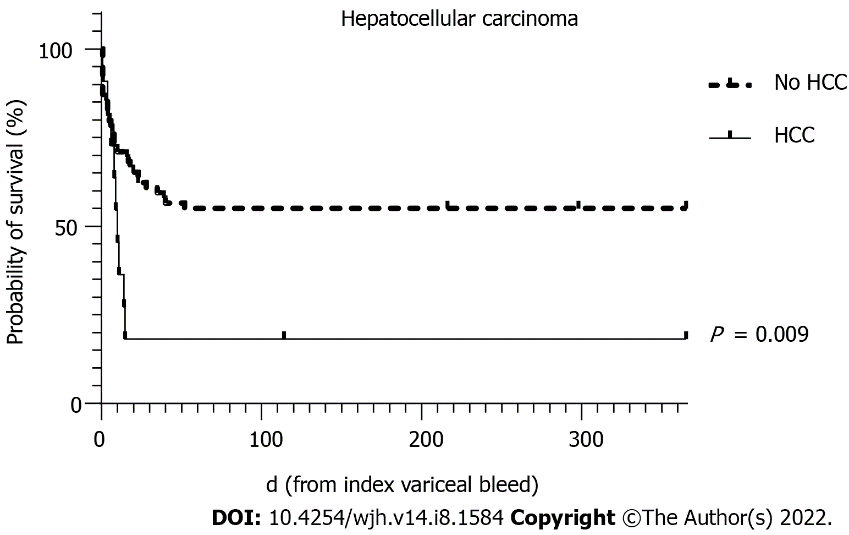 Hepatocellular carcinoma
Probability of survival (%)
100
50
0
No HCC
HCC
P = 0.009
0 100 200 300
d (from index variceal bleed)
DOI: 10.4254/wjh.v14.i8.1584 Copyright ©The Author(s) 2022.